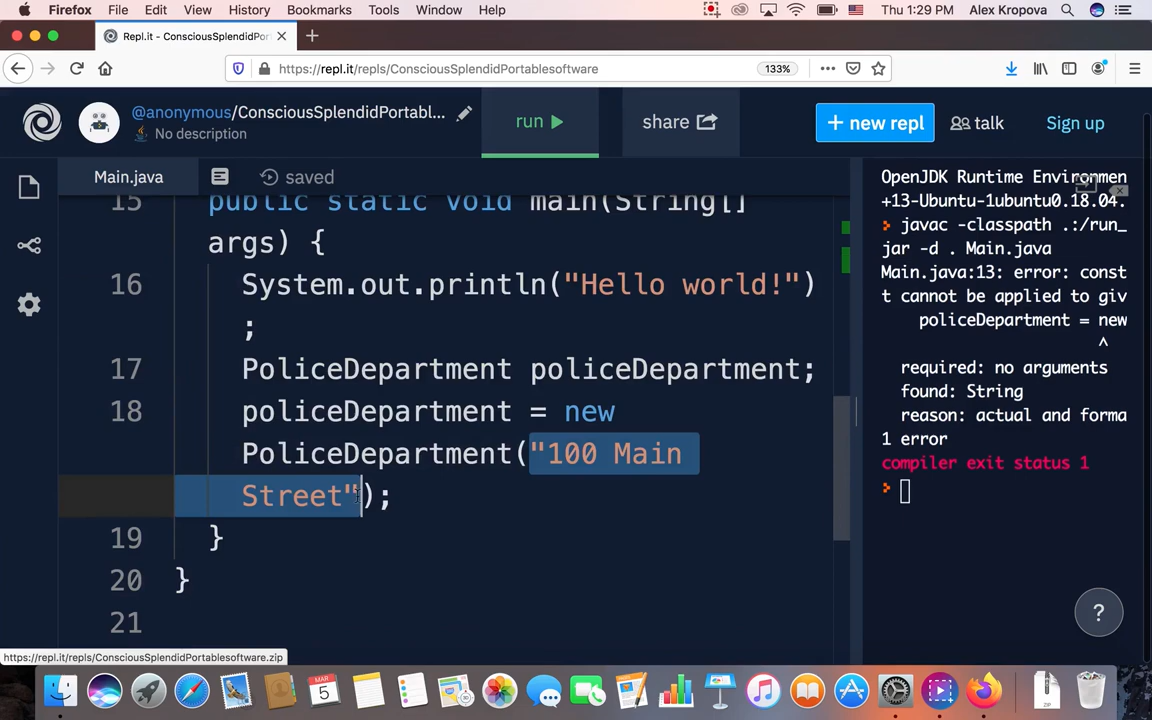 Firefox File Edit View History Bookmarks Tools Window Help Thu 1:29 PM Alex Kropova
Repl.it - ConsciousSplendidPor
https://repl.it/repls/ConsciousSplendidPortablesoftware 133%
@anonymous/ConsciousSplendidPortabl...
No description
run
share
+ new repl
talk
Sign up
Main.java
saved
15 public static void main(String[]
args) {
16 System.out.println("Hello world!")
;
17 PoliceDepartment policeDepartment;
18 policeDepartment = new
PoliceDepartment("100 Main
Street");
19 }
20 }
21
OpenJDK Runtime Environmen
+13-Ubuntu-1ubuntu0.18.04.
javac -classpath .:/run_
jar -d . Main.java
Main.java:13: error: const
t cannot be applied to giv
policeDepartment = new
^
required: no arguments
found: String
reason: actual and forma
1 error
compiler exit status 1
?
https://repl.it/repls/ConsciousSplendidPortablesoftware.zip
MAR
5
ZIP